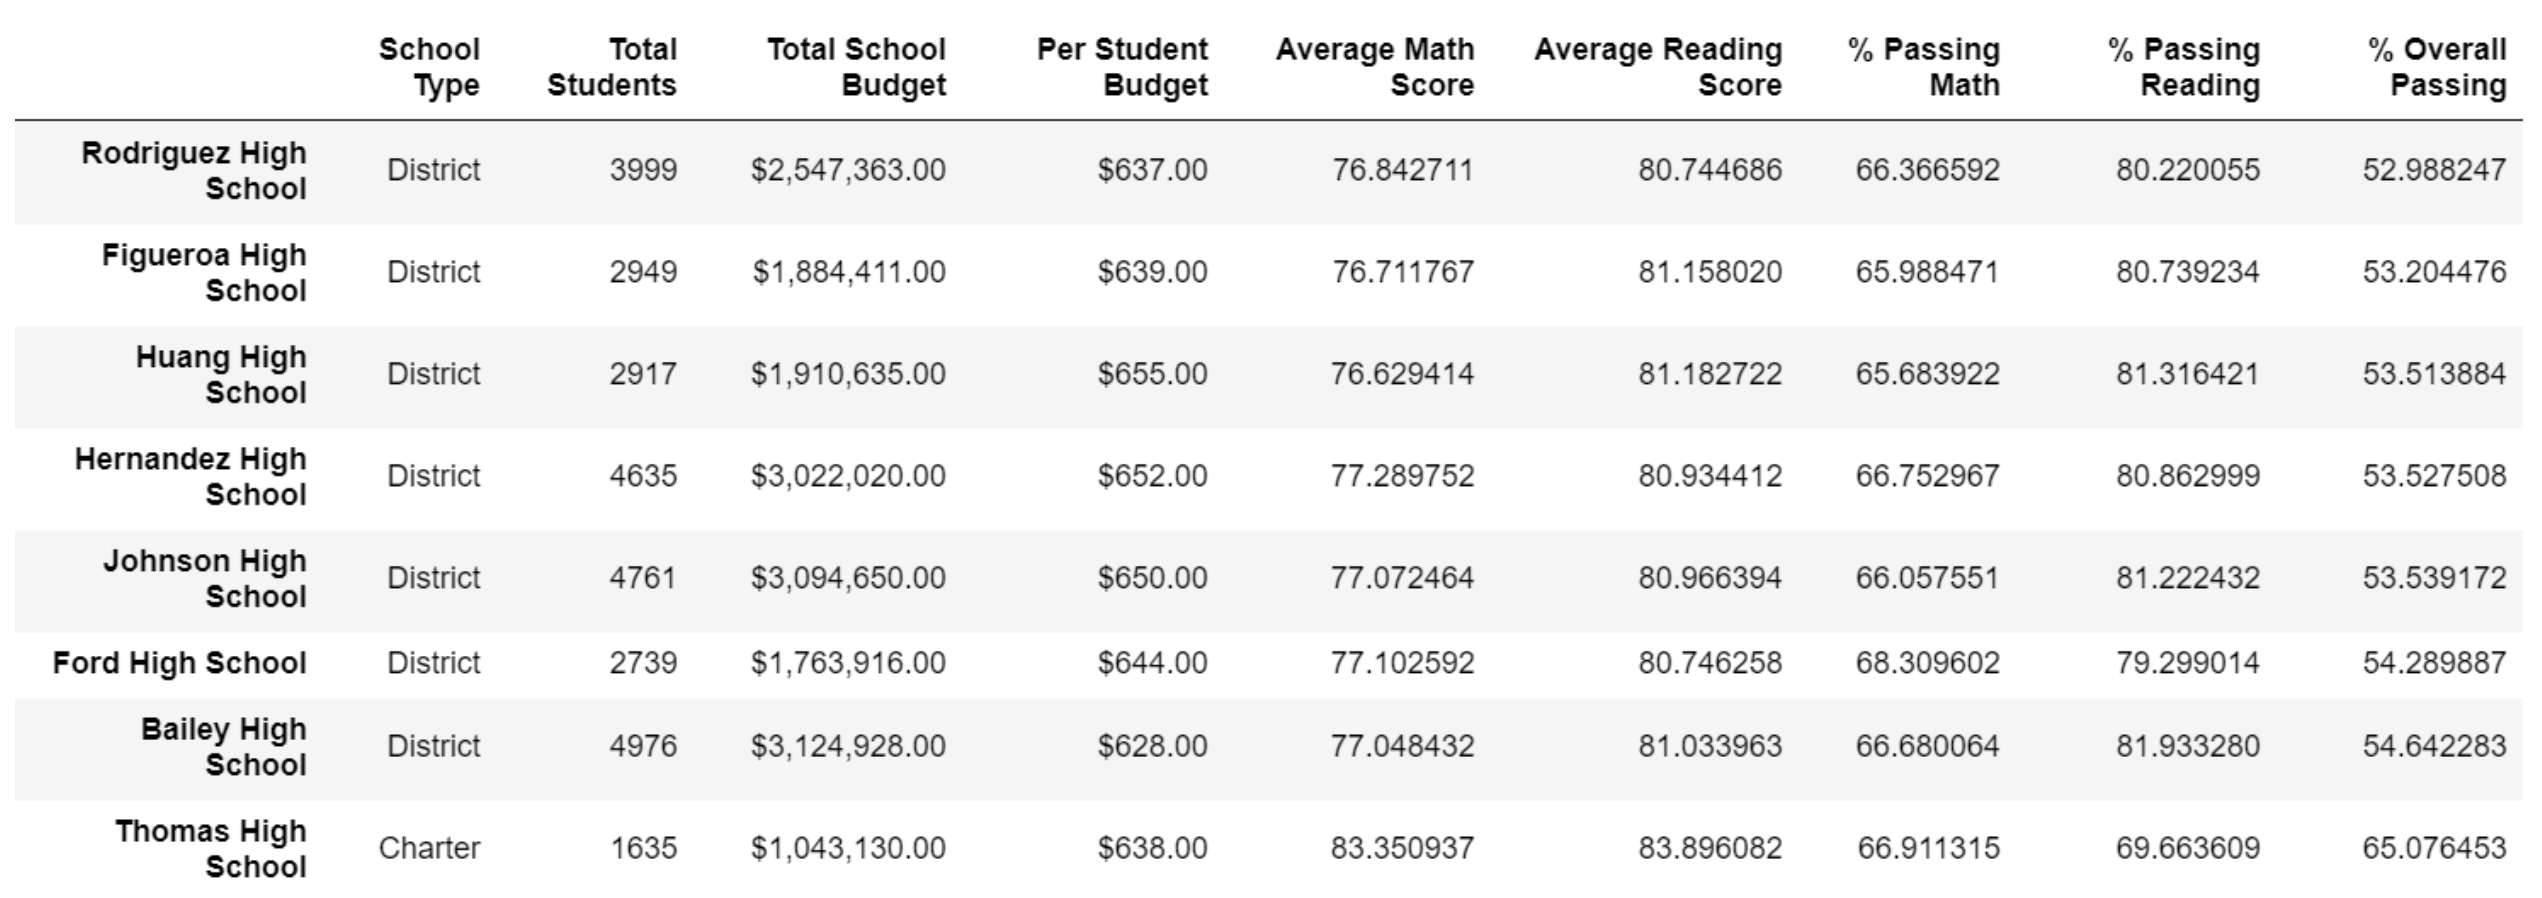 School Type Total Students Total School Budget Per Student Budget Average Math Score Average Reading Score % Passing Math % Passing Reading % Overall Passing
Rodriguez High School District 3999 $2,547,363.00 $637.00 76.842711 80.744686 66.366592 80.220055 52.988247
Figueroa High School District 2949 $1,884,411.00 $639.00 76.711767 81.158020 65.988471 80.739234 53.204476
Huang High School District 2917 $1,910,635.00 $655.00 76.629414 81.182722 65.683922 81.316421 53.513884
Hernandez High School District 4635 $3,022,020.00 $652.00 77.289752 80.934412 66.752967 80.862999 53.527508
Johnson High School District 4761 $3,094,650.00 $650.00 77.072464 80.966394 66.057551 81.222432 53.539172
Ford High School District 2739 $1,763,916.00 $644.00 77.102592 80.746258 68.309602 79.299014 54.289887
Bailey High School District 4976 $3,124,928.00 $628.00 77.048432 81.033963 66.680064 81.933280 54.642283
Thomas High School Charter 1635 $1,043,130.00 $638.00 83.350937 83.896082 66.911315 69.663609 65.076453